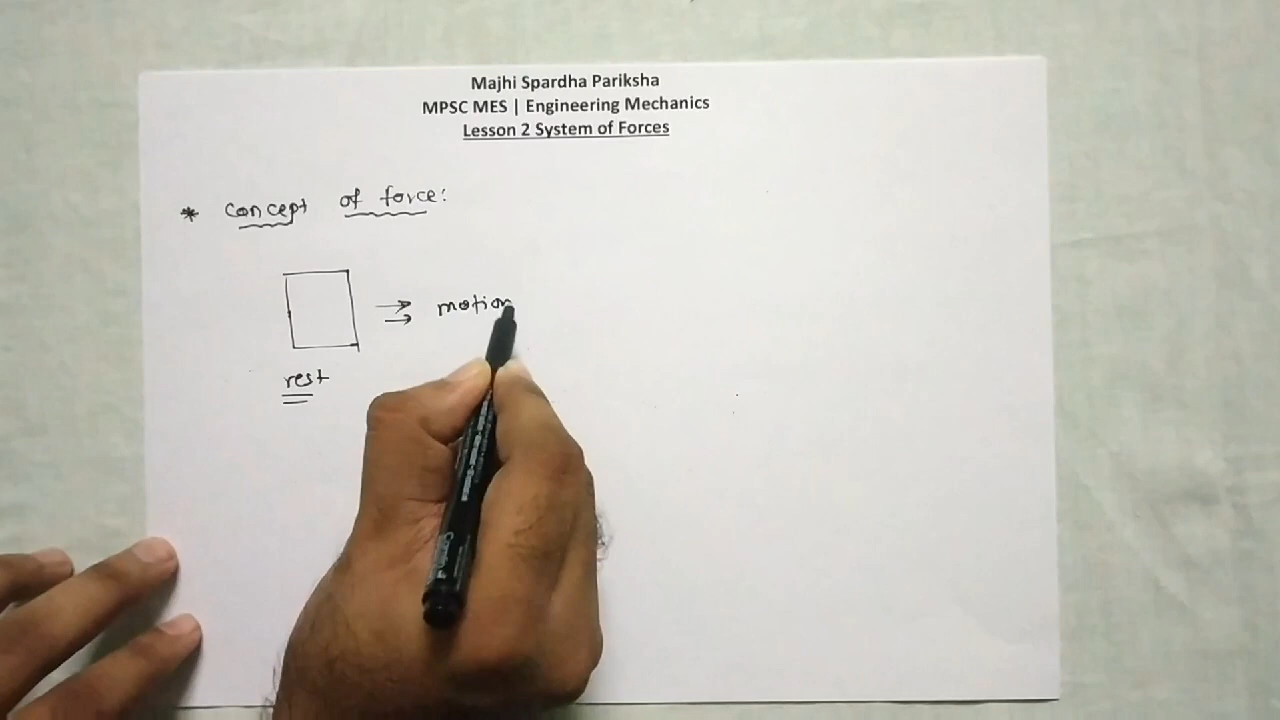 Majhi Spardha Pariksha
MPSC MES | Engineering Mechanics
Lesson 2 System of Forces
* concept of force:
motion
rest